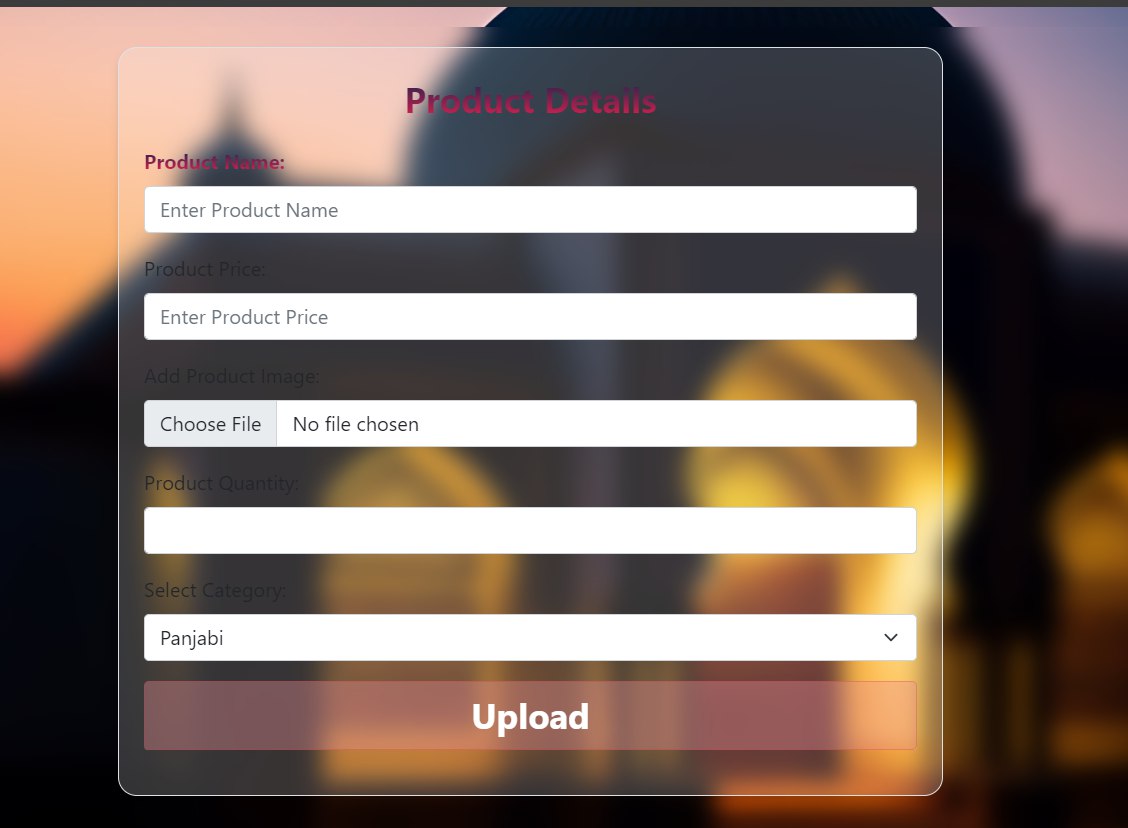 Product Details
Product Name:
Enter Product Name
Product Price:
Enter Product Price
Add Product Image:
Choose File No file chosen
Product Quantity:
Select Category:
Panjabi
Upload